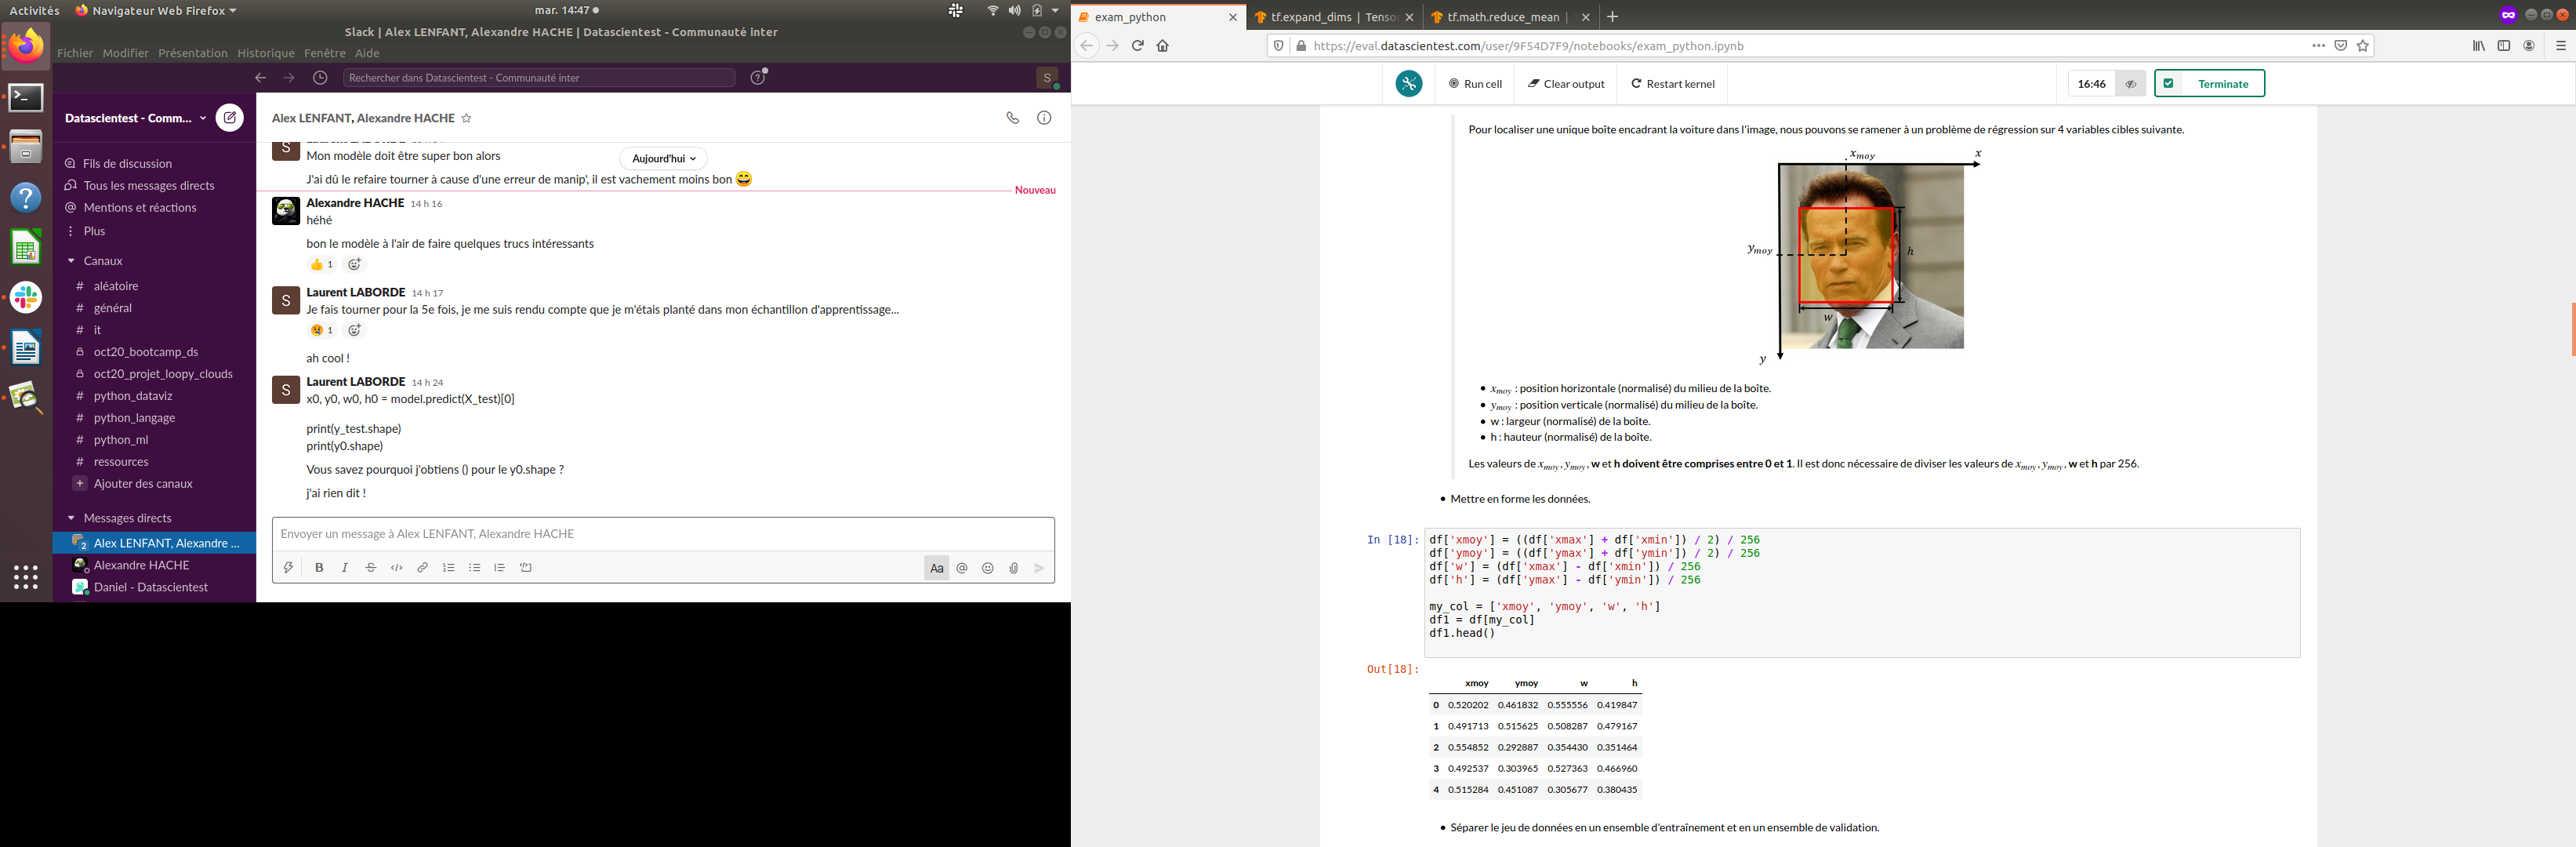 Activités
Navigateur Web Firefox
mar. 14:47
Slack | Alex LENFANT, Alexandre HACHE | Datascientest - Communauté inter
Fichier Modifier Présentation Historique Fenêtre Aide
Rechercher dans Datascientest - Communauté inter
S
Datascientest - Comm...
Fils de discussion
Tous les messages directs
Mentions et réactions
Plus
Canaux
# aléatoire
# général
# it
oct20_bootcamp_ds
oct20_projet_loopy_clouds
# python_dataviz
# python_langage
# python_ml
# ressources
+ Ajouter des canaux
Messages directs
2 Alex LENFANT, Alexandre ...
Alexandre HACHE
Daniel - Datascientest
Alex LENFANT, Alexandre HACHE
S
Mon modèle doit être super bon alors
Aujourd'hui
J'ai dû le refaire tourner à cause d'une erreur de manip', il est vachement moins bon 😄
Nouveau
Alexandre HACHE 14 h 16
héhé
bon le modèle à l'air de faire quelques trucs intéressants
👍 1
S Laurent LABORDE 14 h 17
Je fais tourner pour la 5e fois, je me suis rendu compte que je m'étais planté dans mon échantillon d'apprentissage...
😢 1
ah cool !
S Laurent LABORDE 14 h 24
x0, y0, w0, h0 = model.predict(X_test)[0]
print(y_test.shape)
print(y0.shape)
Vous savez pourquoi j'obtiens () pour le y0.shape ?
j'ai rien dit !
Envoyer un message à Alex LENFANT, Alexandre HACHE
B I S </> Aa @
exam_python
tf.expand_dims | Tensor
tf.math.reduce_mean |
https://eval.datascientest.com/user/9F54D7F9/notebooks/exam_python.ipynb
Run cell
Clear output
Restart kernel
16:46
Terminate
Pour localiser une unique boîte encadrant la voiture dans l'image, nous pouvons se ramener à un problème de régression sur 4 variables cibles suivante.
xmoy
x
ymoy
h
w
y
• xmoy : position horizontale (normalisé) du milieu de la boîte.
• ymoy : position verticale (normalisé) du milieu de la boîte.
• w : largeur (normalisé) de la boîte.
• h : hauteur (normalisé) de la boîte.
Les valeurs de xmoy, ymoy, w et h doivent être comprises entre 0 et 1. Il est donc nécessaire de diviser les valeurs de xmoy, ymoy, w et h par 256.
• Mettre en forme les données.
In [18]:
df['xmoy'] = ((df['xmax'] + df['xmin']) / 2) / 256
df['ymoy'] = ((df['ymax'] + df['ymin']) / 2) / 256
df['w'] = (df['xmax'] - df['xmin']) / 256
df['h'] = (df['ymax'] - df['ymin']) / 256
my_col = ['xmoy', 'ymoy', 'w', 'h']
df1 = df[my_col]
df1.head()
Out[18]:
xmoy ymoy w h
0 0.520202 0.461832 0.555556 0.419847
1 0.491713 0.515625 0.508287 0.479167
2 0.554852 0.292887 0.354430 0.351464
3 0.492537 0.303965 0.527363 0.466960
4 0.515284 0.451087 0.305677 0.380435
• Séparer le jeu de données en un ensemble d'entraînement et en un ensemble de validation.